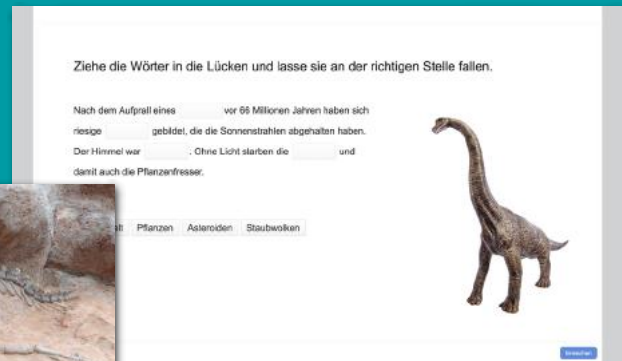 Ziehe die Wörter in die Lücken und lasse sie an der richtigen Stelle fallen.
Nach dem Aufprall eines vor 66 Millionen Jahren haben sich
riesige gebildet, die die Sonnenstrahlen abgehalten haben.
Der Himmel war . Ohne Licht starben die und
damit auch die Pflanzenfresser.
Pflanzen Asteroiden Staubwolken